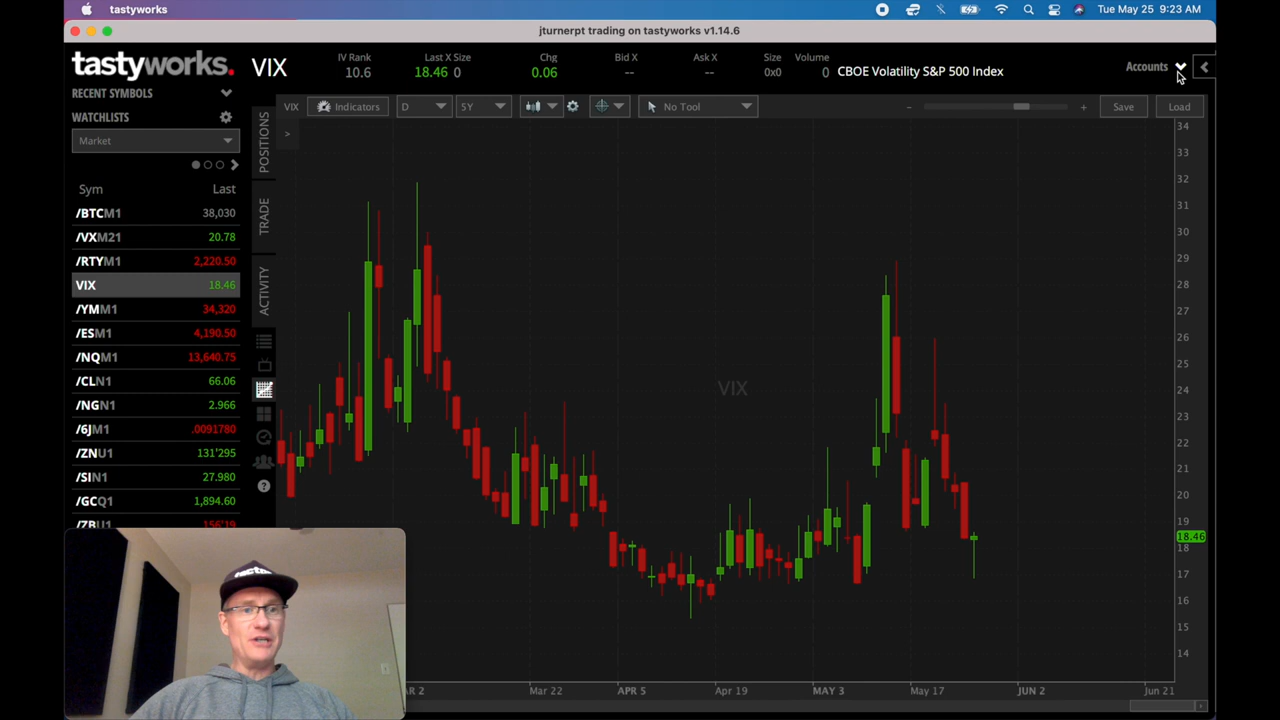 tastyworks
Tue May 25 9:23 AM
jturnerpt trading on tastyworks v1.14.6
tastyworks.
VIX
IV Rank
10.6
Last X Size
18.46 0
Chg
0.06
Bid X
--
Ask X
--
Size
0x0
Volume
0
CBOE Volatility S&P 500 Index
Accounts
RECENT SYMBOLS
WATCHLISTS
Market
Sym Last
/BTCM1 38,030
/VXM21 20.78
/RTYM1 2,220.50
VIX 18.46
/YMM1 34,320
/ESM1 4,190.50
/NQM1 13,640.75
/CLN1 66.06
/NGN1 2.966
/6JM1 .0091780
/ZNU1 131'295
/SIN1 27.980
/GCQ1 1,894.60
/ZBU1 156'19
POSITIONS
TRADE
ACTIVITY
VIX
Indicators
D
5Y
No Tool
Save
Load
VIX
34
33
32
31
30
29
28
27
26
25
24
23
22
21
20
19
18.46
18
17
16
15
14
AR 2
Mar 22
APR 5
Apr 19
MAY 3
May 17
JUN 2
Jun 21